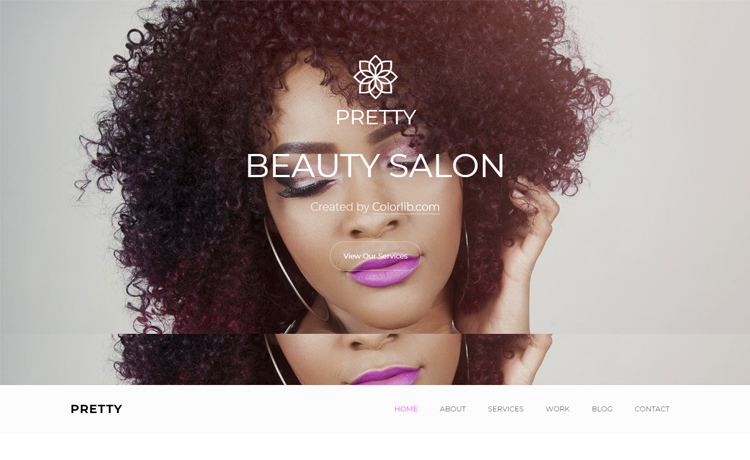 PRETTY
BEAUTY SALON
Created by Colorlib.com
View Our Services
PRETTY
HOME ABOUT SERVICES WORK BLOG CONTACT